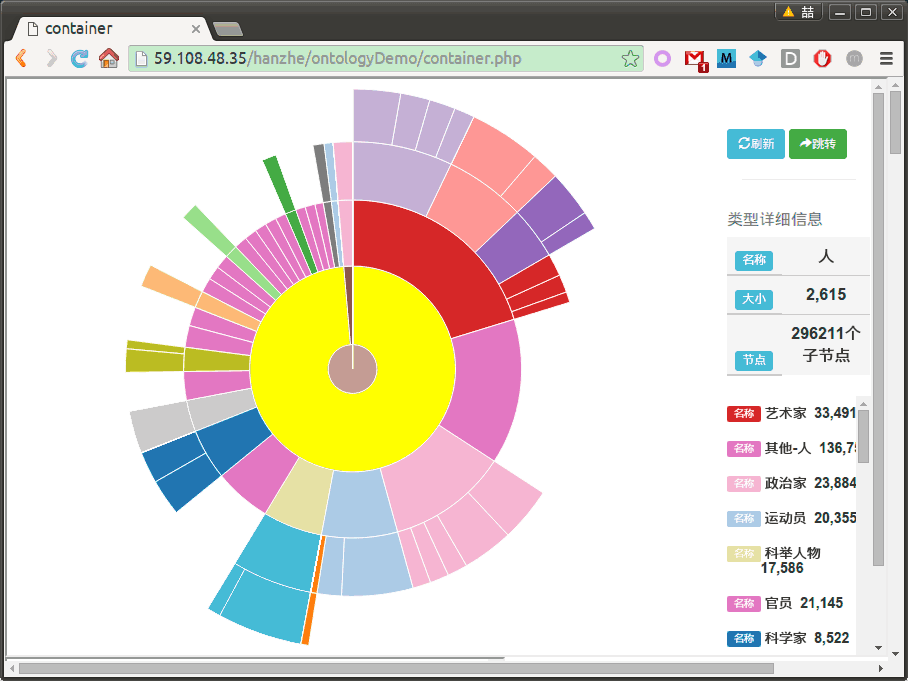 喆
container
59.108.48.35/hanzhe/ontologyDemo/container.php
1
M
D
m
刷新
跳转
类型详细信息
名称 人
大小 2,615
节点 296211个
子节点
名称 艺术家 33,491
名称 其他-人 136,75
名称 政治家 23,884
名称 运动员 20,355
名称 科举人物
17,586
名称 官员 21,145
名称 科学家 8,522